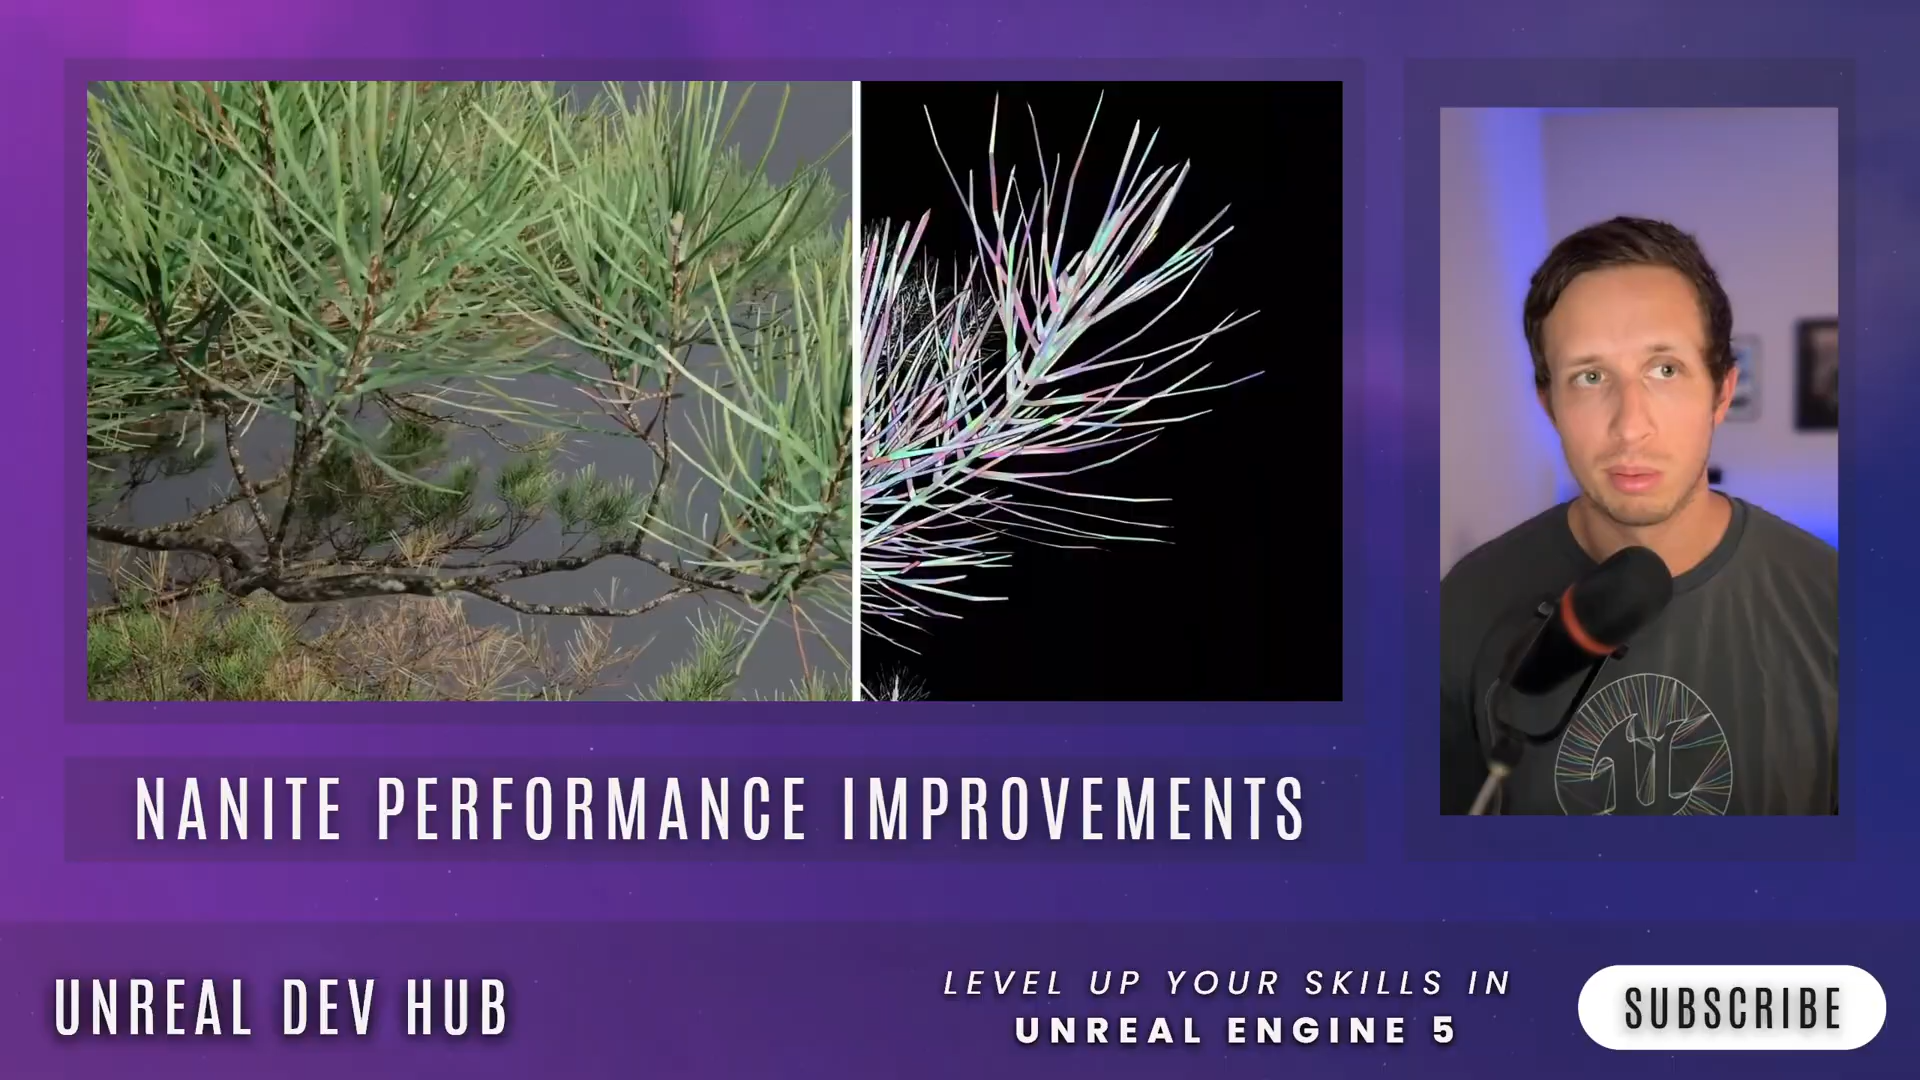 NANITE PERFORMANCE IMPROVEMENTS
UNREAL DEV HUB
LEVEL UP YOUR SKILLS IN
UNREAL ENGINE 5
SUBSCRIBE